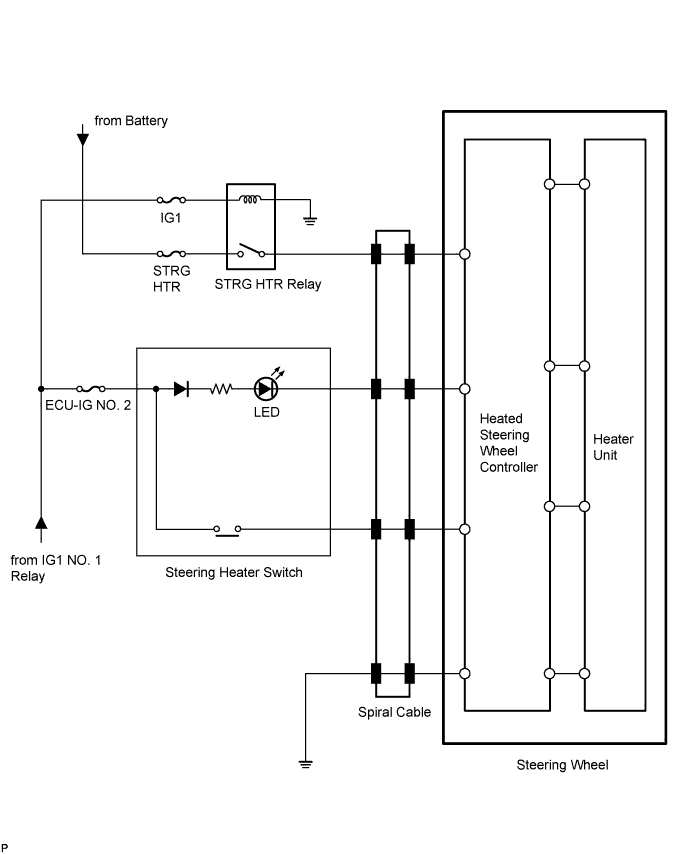 from Battery
IG1
STRG
HTR
STRG HTR Relay
ECU-IG NO. 2
LED
Heated
Steering
Wheel
Controller
Heater
Unit
from IG1 NO. 1
Relay
Steering Heater Switch
Spiral Cable
Steering Wheel
P